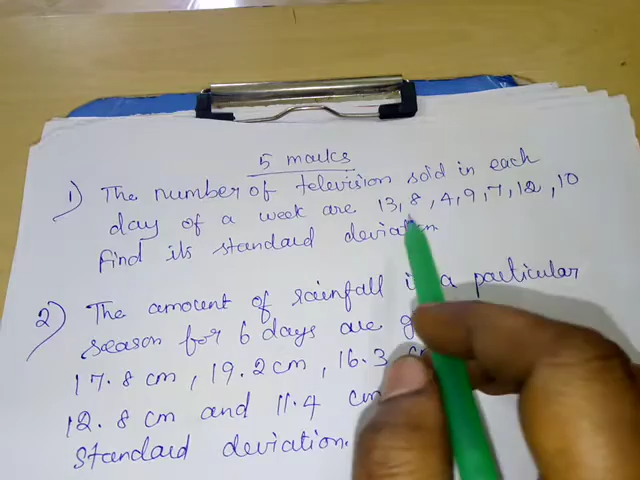 5 marks
1) The number of television sold in each
day of a week are 13, 8, 4, 9, 7, 12, 10
Find its standard deviation
2) The amount of rainfall in a particular
season for 6 days are
17.8 cm, 19.2 cm, 16.3
12.8 cm and 11.4 cm
standard deviation.